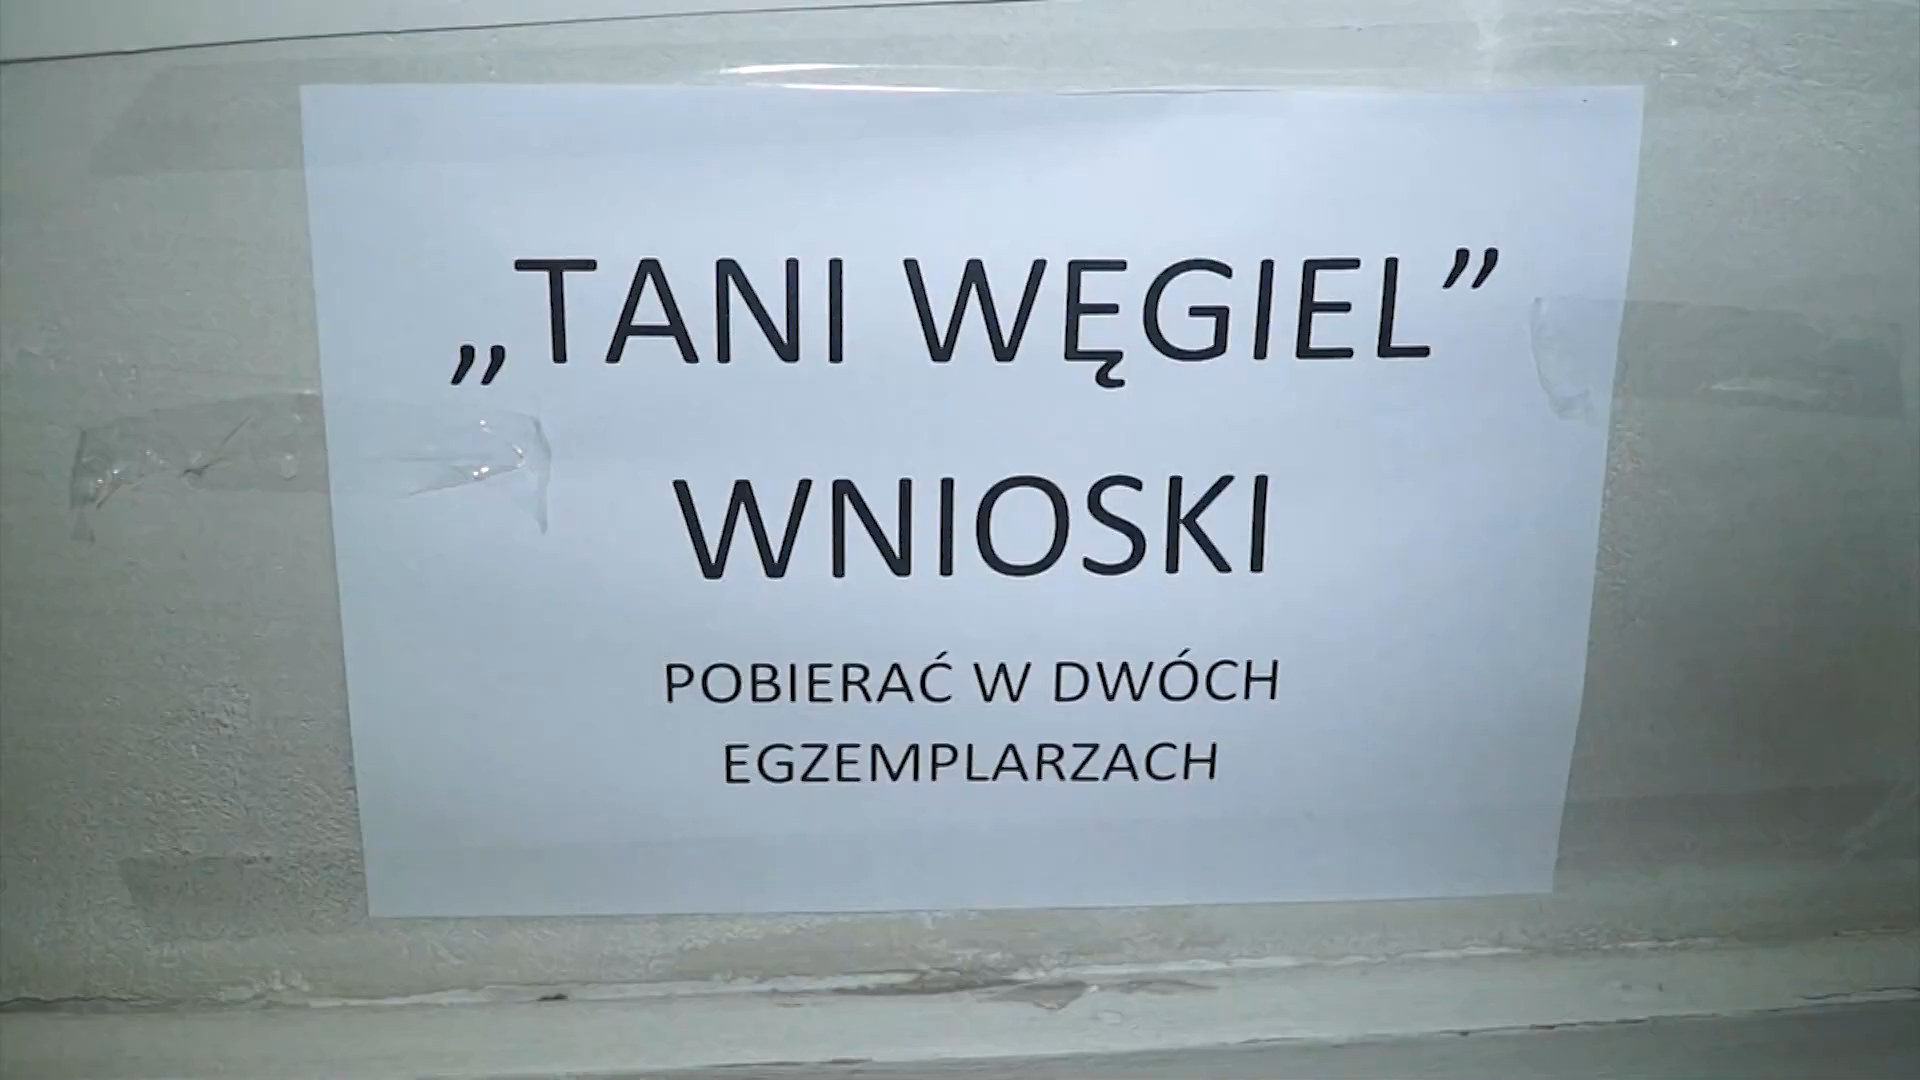 „TANI WĘGIEL”
WNIOSKI
POBIERAĆ W DWÓCH
EGZEMPLARZACH